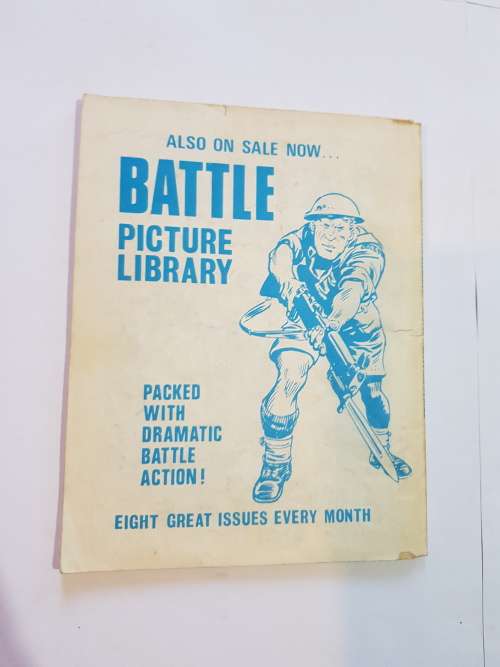 ALSO ON SALE NOW...
BATTLE
PICTURE
LIBRARY
PACKED
WITH
DRAMATIC
BATTLE
ACTION!
EIGHT GREAT ISSUES EVERY MONTH